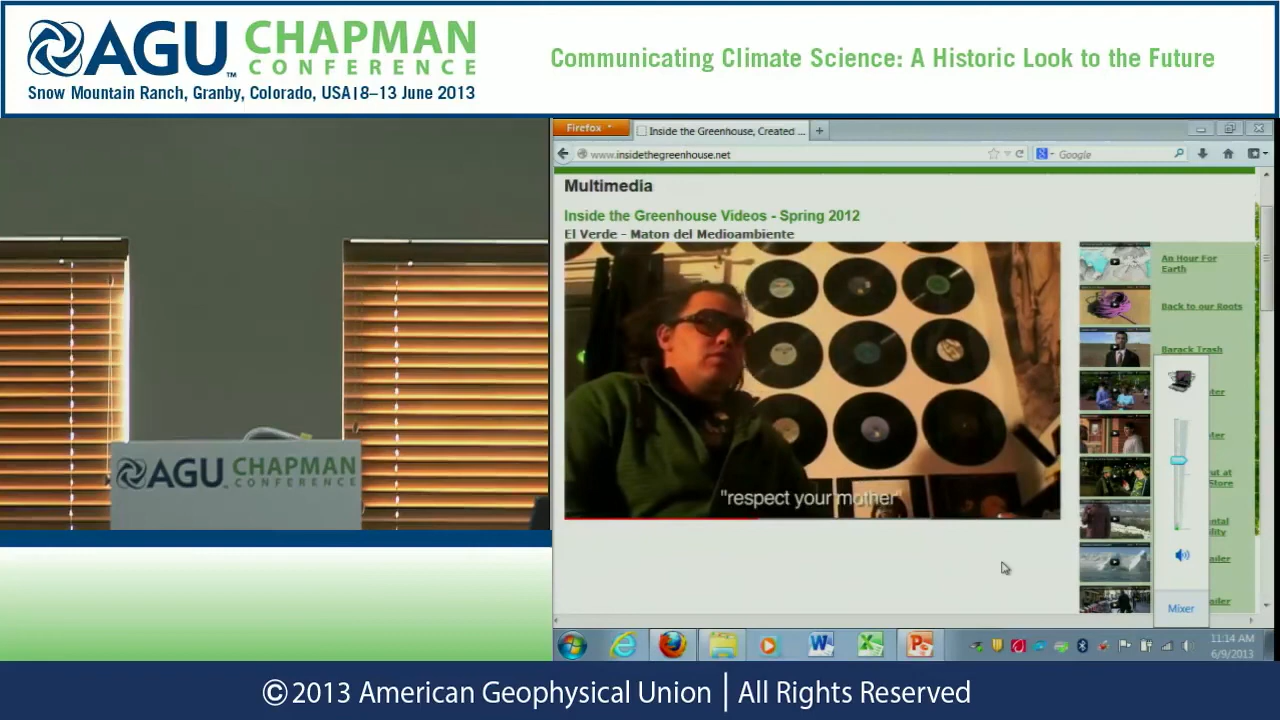 AGU CHAPMAN
CONFERENCE
Snow Mountain Ranch, Granby, Colorado, USA|8–13 June 2013
Communicating Climate Science: A Historic Look to the Future
Firefox
Inside the Greenhouse, Created ...
www.insidethegreenhouse.net
Google
Multimedia
Inside the Greenhouse Videos - Spring 2012
El Verde - Maton del Medioambiente
An Hour For
Earth
Back to our Roots
Barack Trash
Store
"respect your mother"
Mixer
AGU CHAPMAN
CONFERENCE
11:14 AM
6/9/2013
©2013 American Geophysical Union | All Rights Reserved